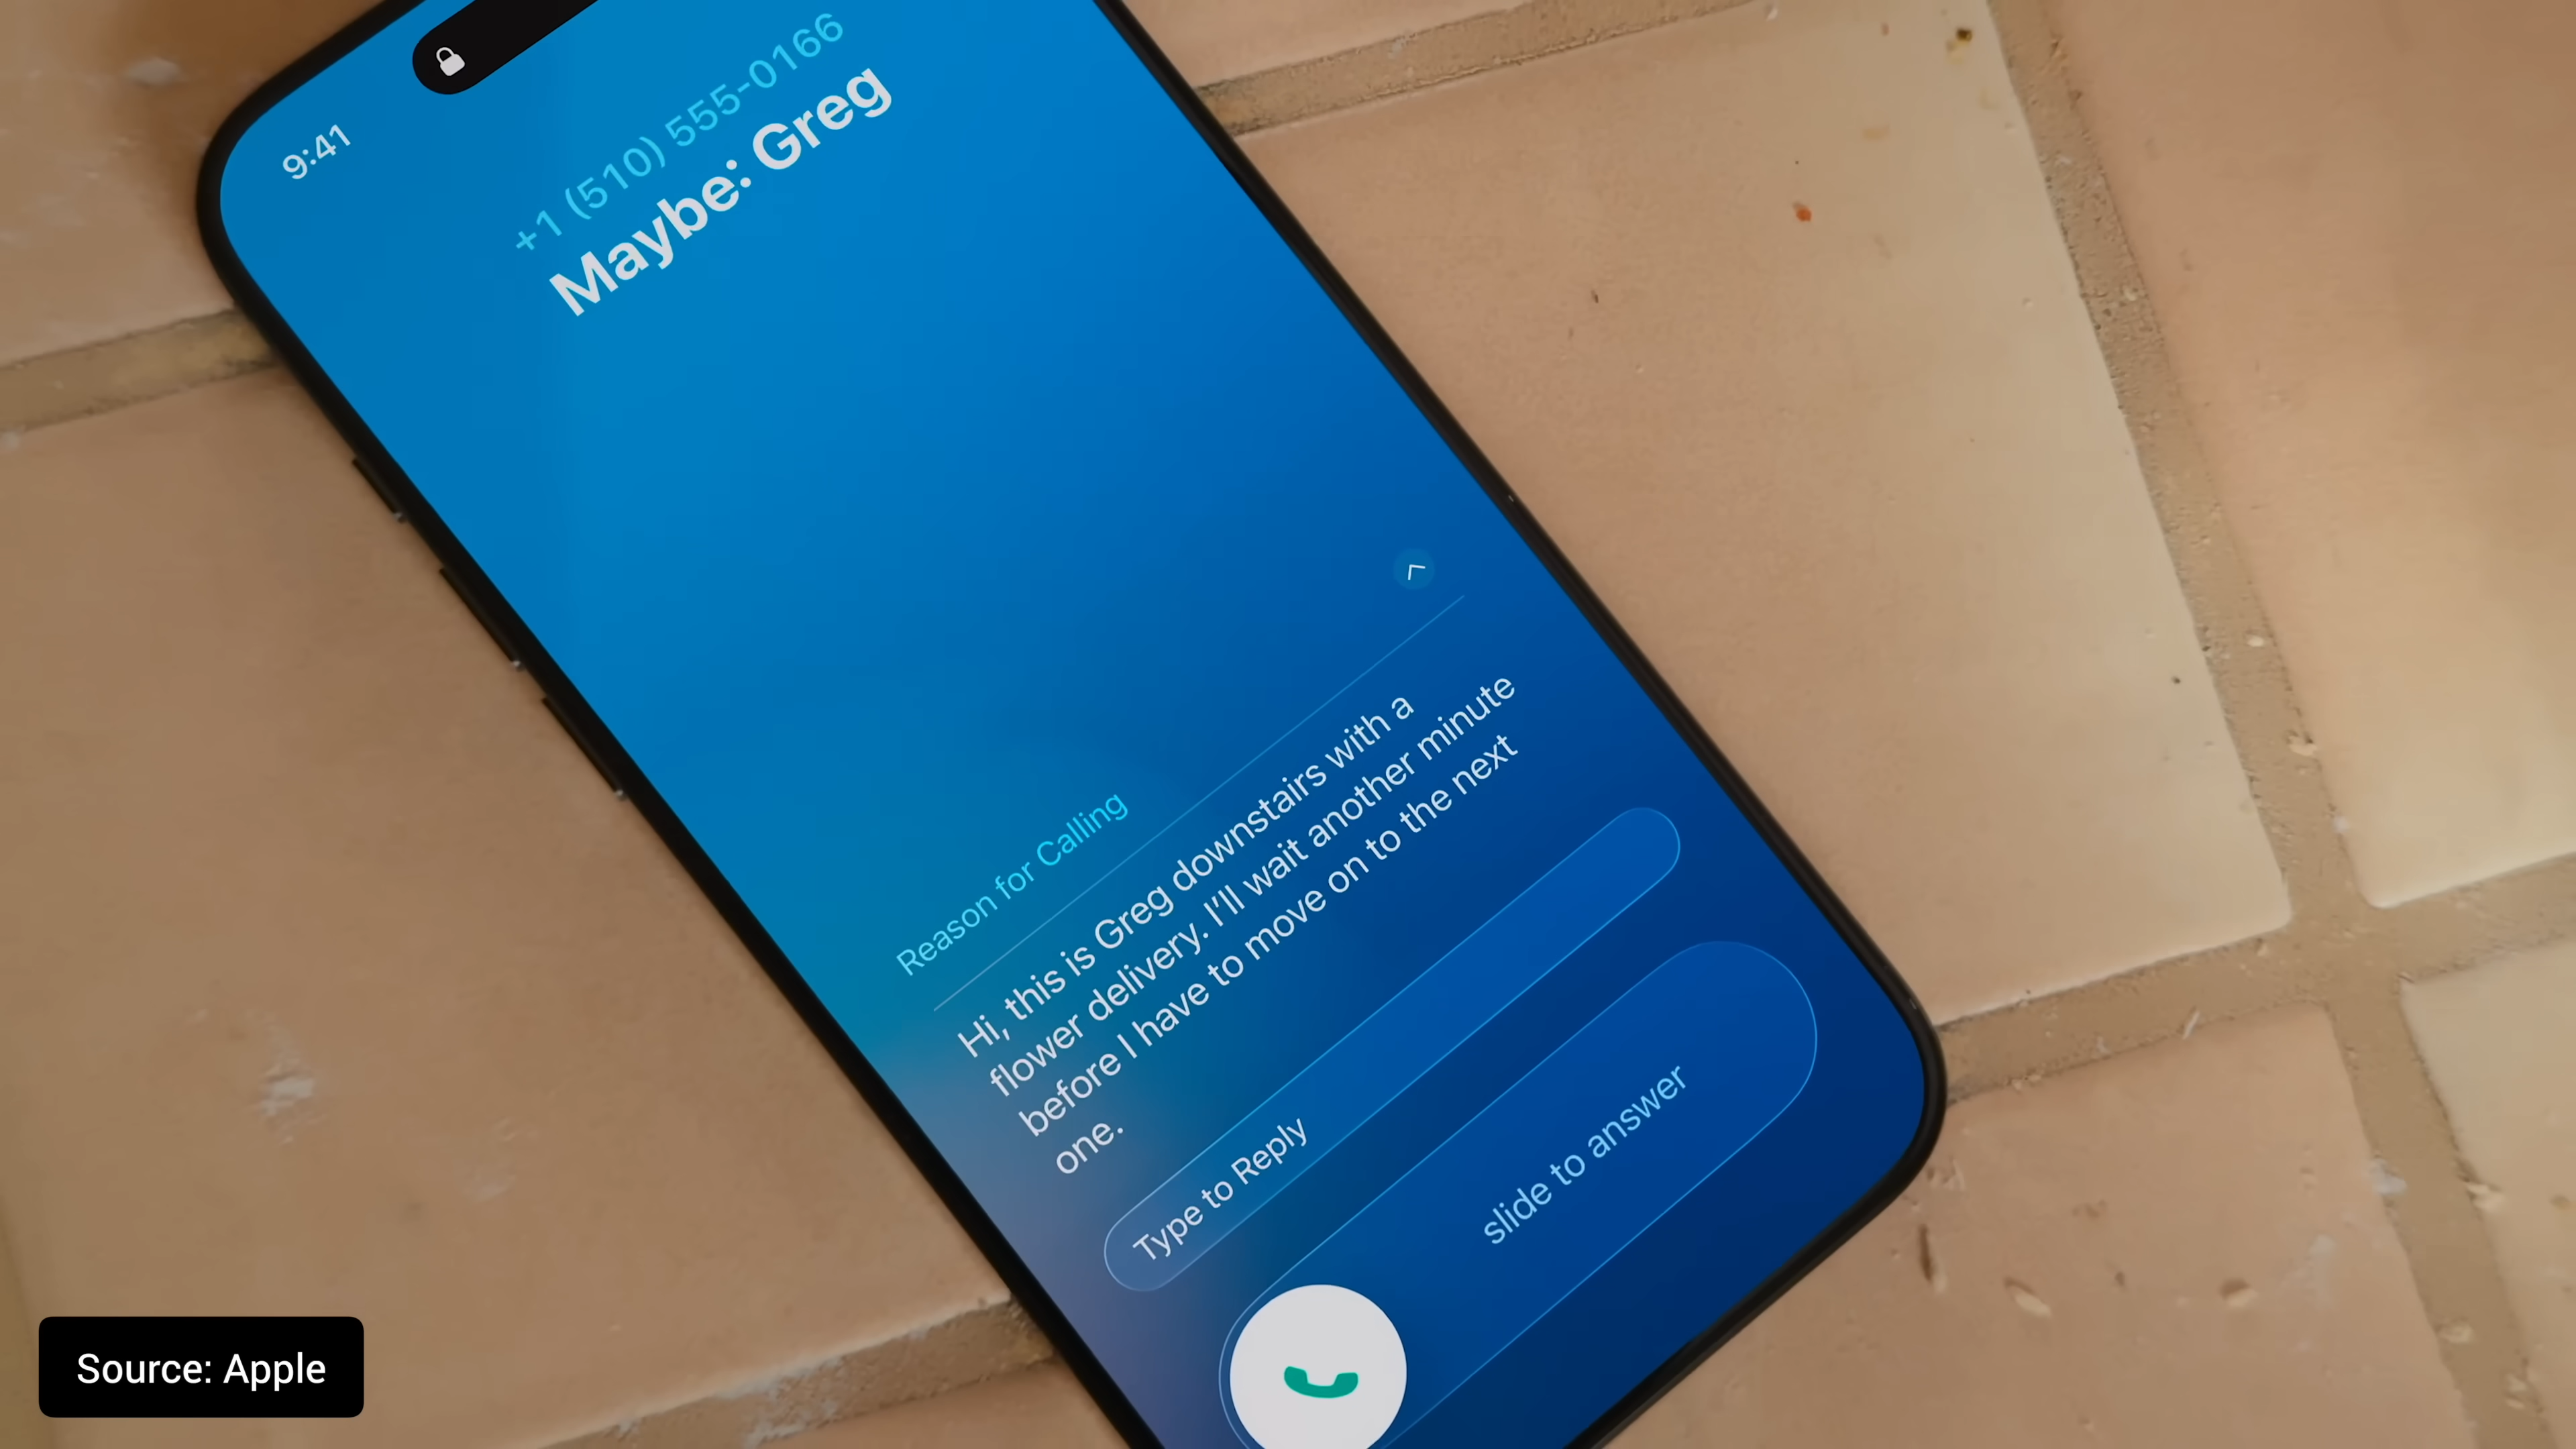 9:41
+1 (510) 555-0166
Maybe: Greg
Reason for Calling
Hi, this is Greg downstairs with a
flower delivery. I'll wait another minute
before I have to move on to the next
one.
Type to Reply
slide to answer
Source: Apple